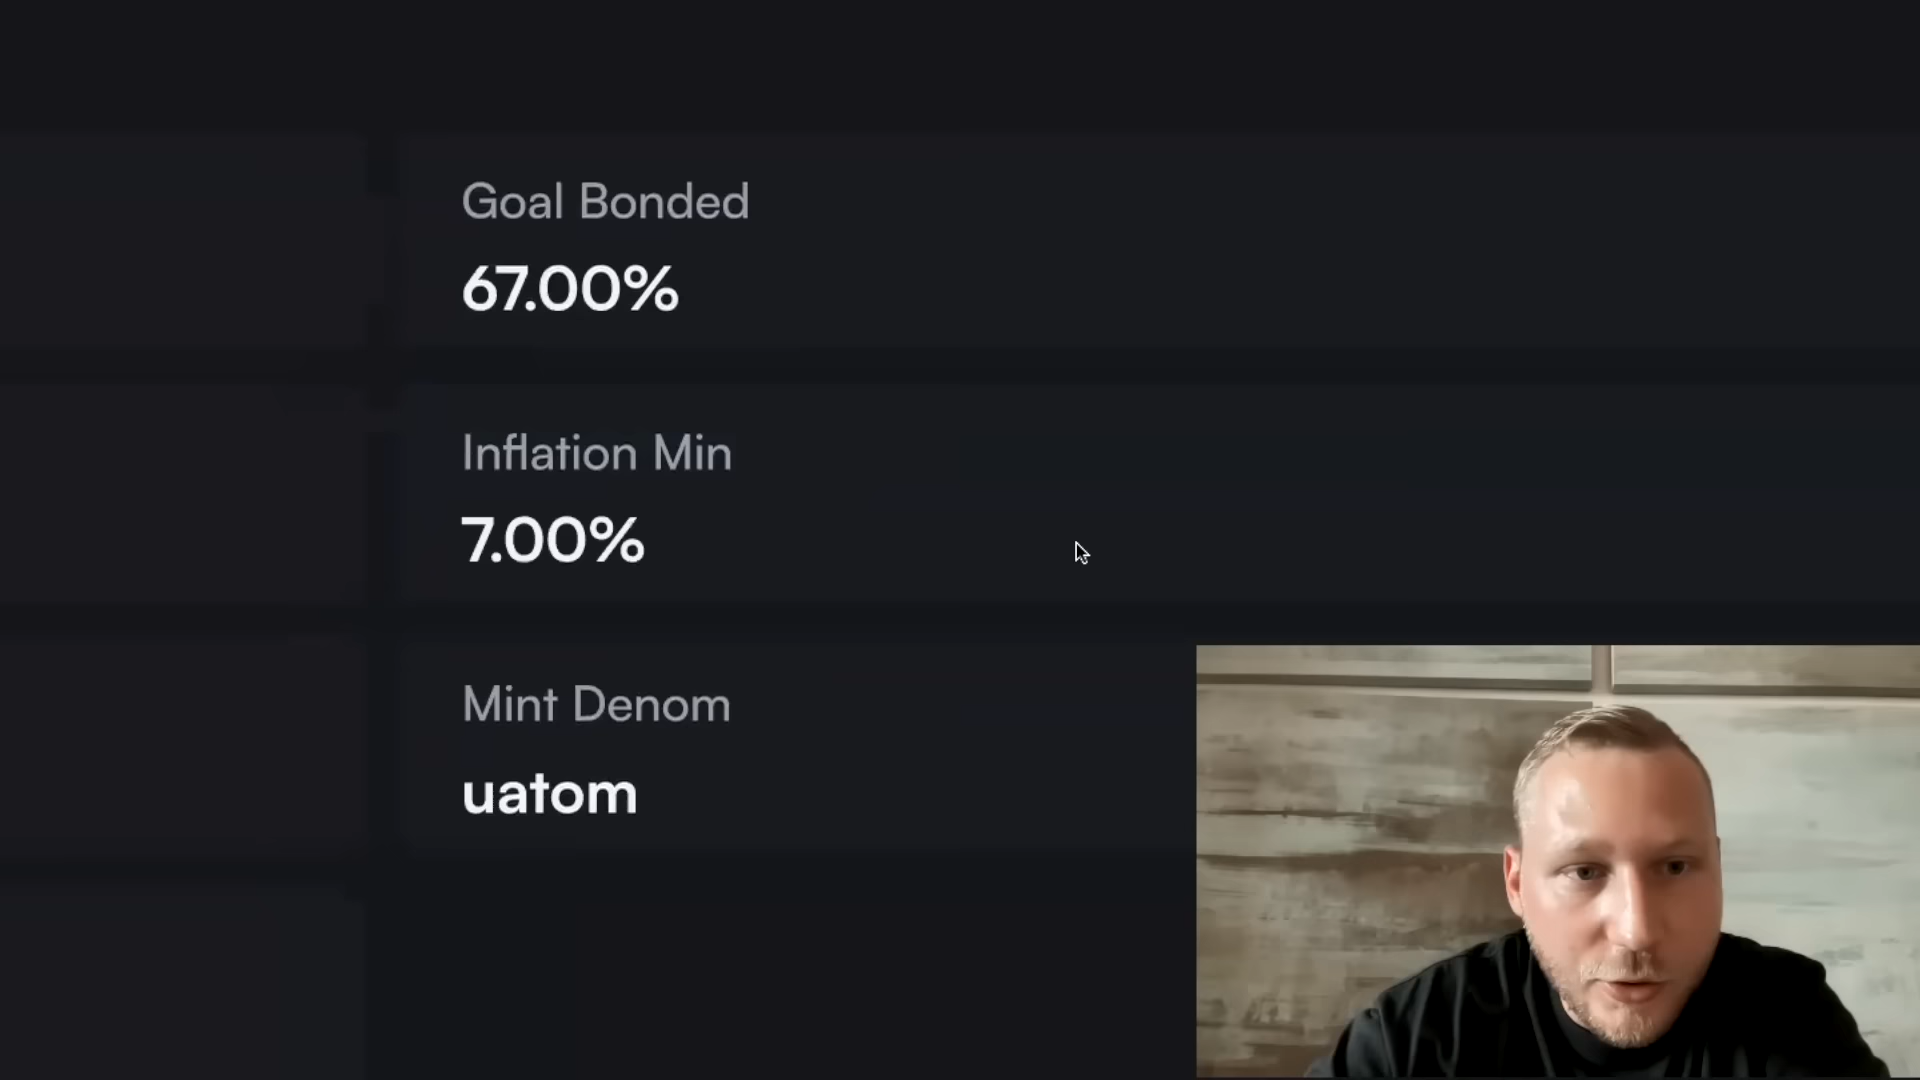 Goal Bonded
67.00%
Inflation Min
7.00%
Mint Denom
uatom